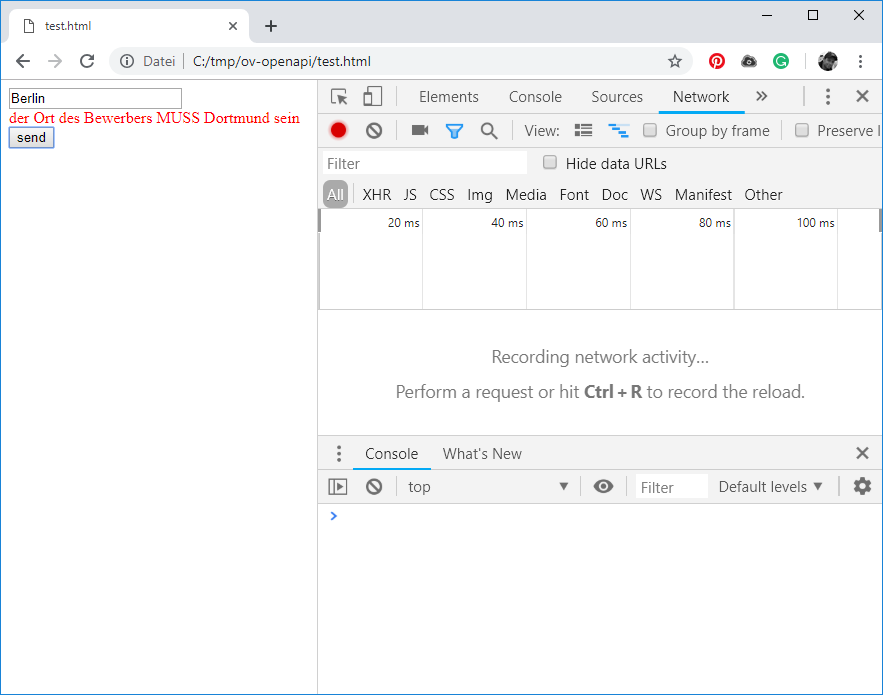 test.html
Datei C:/tmp/ov-openapi/test.html
Berlin
der Ort des Bewerbers MUSS Dortmund sein
send
Elements Console Sources Network
View: Group by frame Preserve l
Filter Hide data URLs
All XHR JS CSS Img Media Font Doc WS Manifest Other
20 ms 40 ms 60 ms 80 ms 100 ms
Recording network activity...
Perform a request or hit Ctrl + R to record the reload.
Console What's New
top Filter Default levels